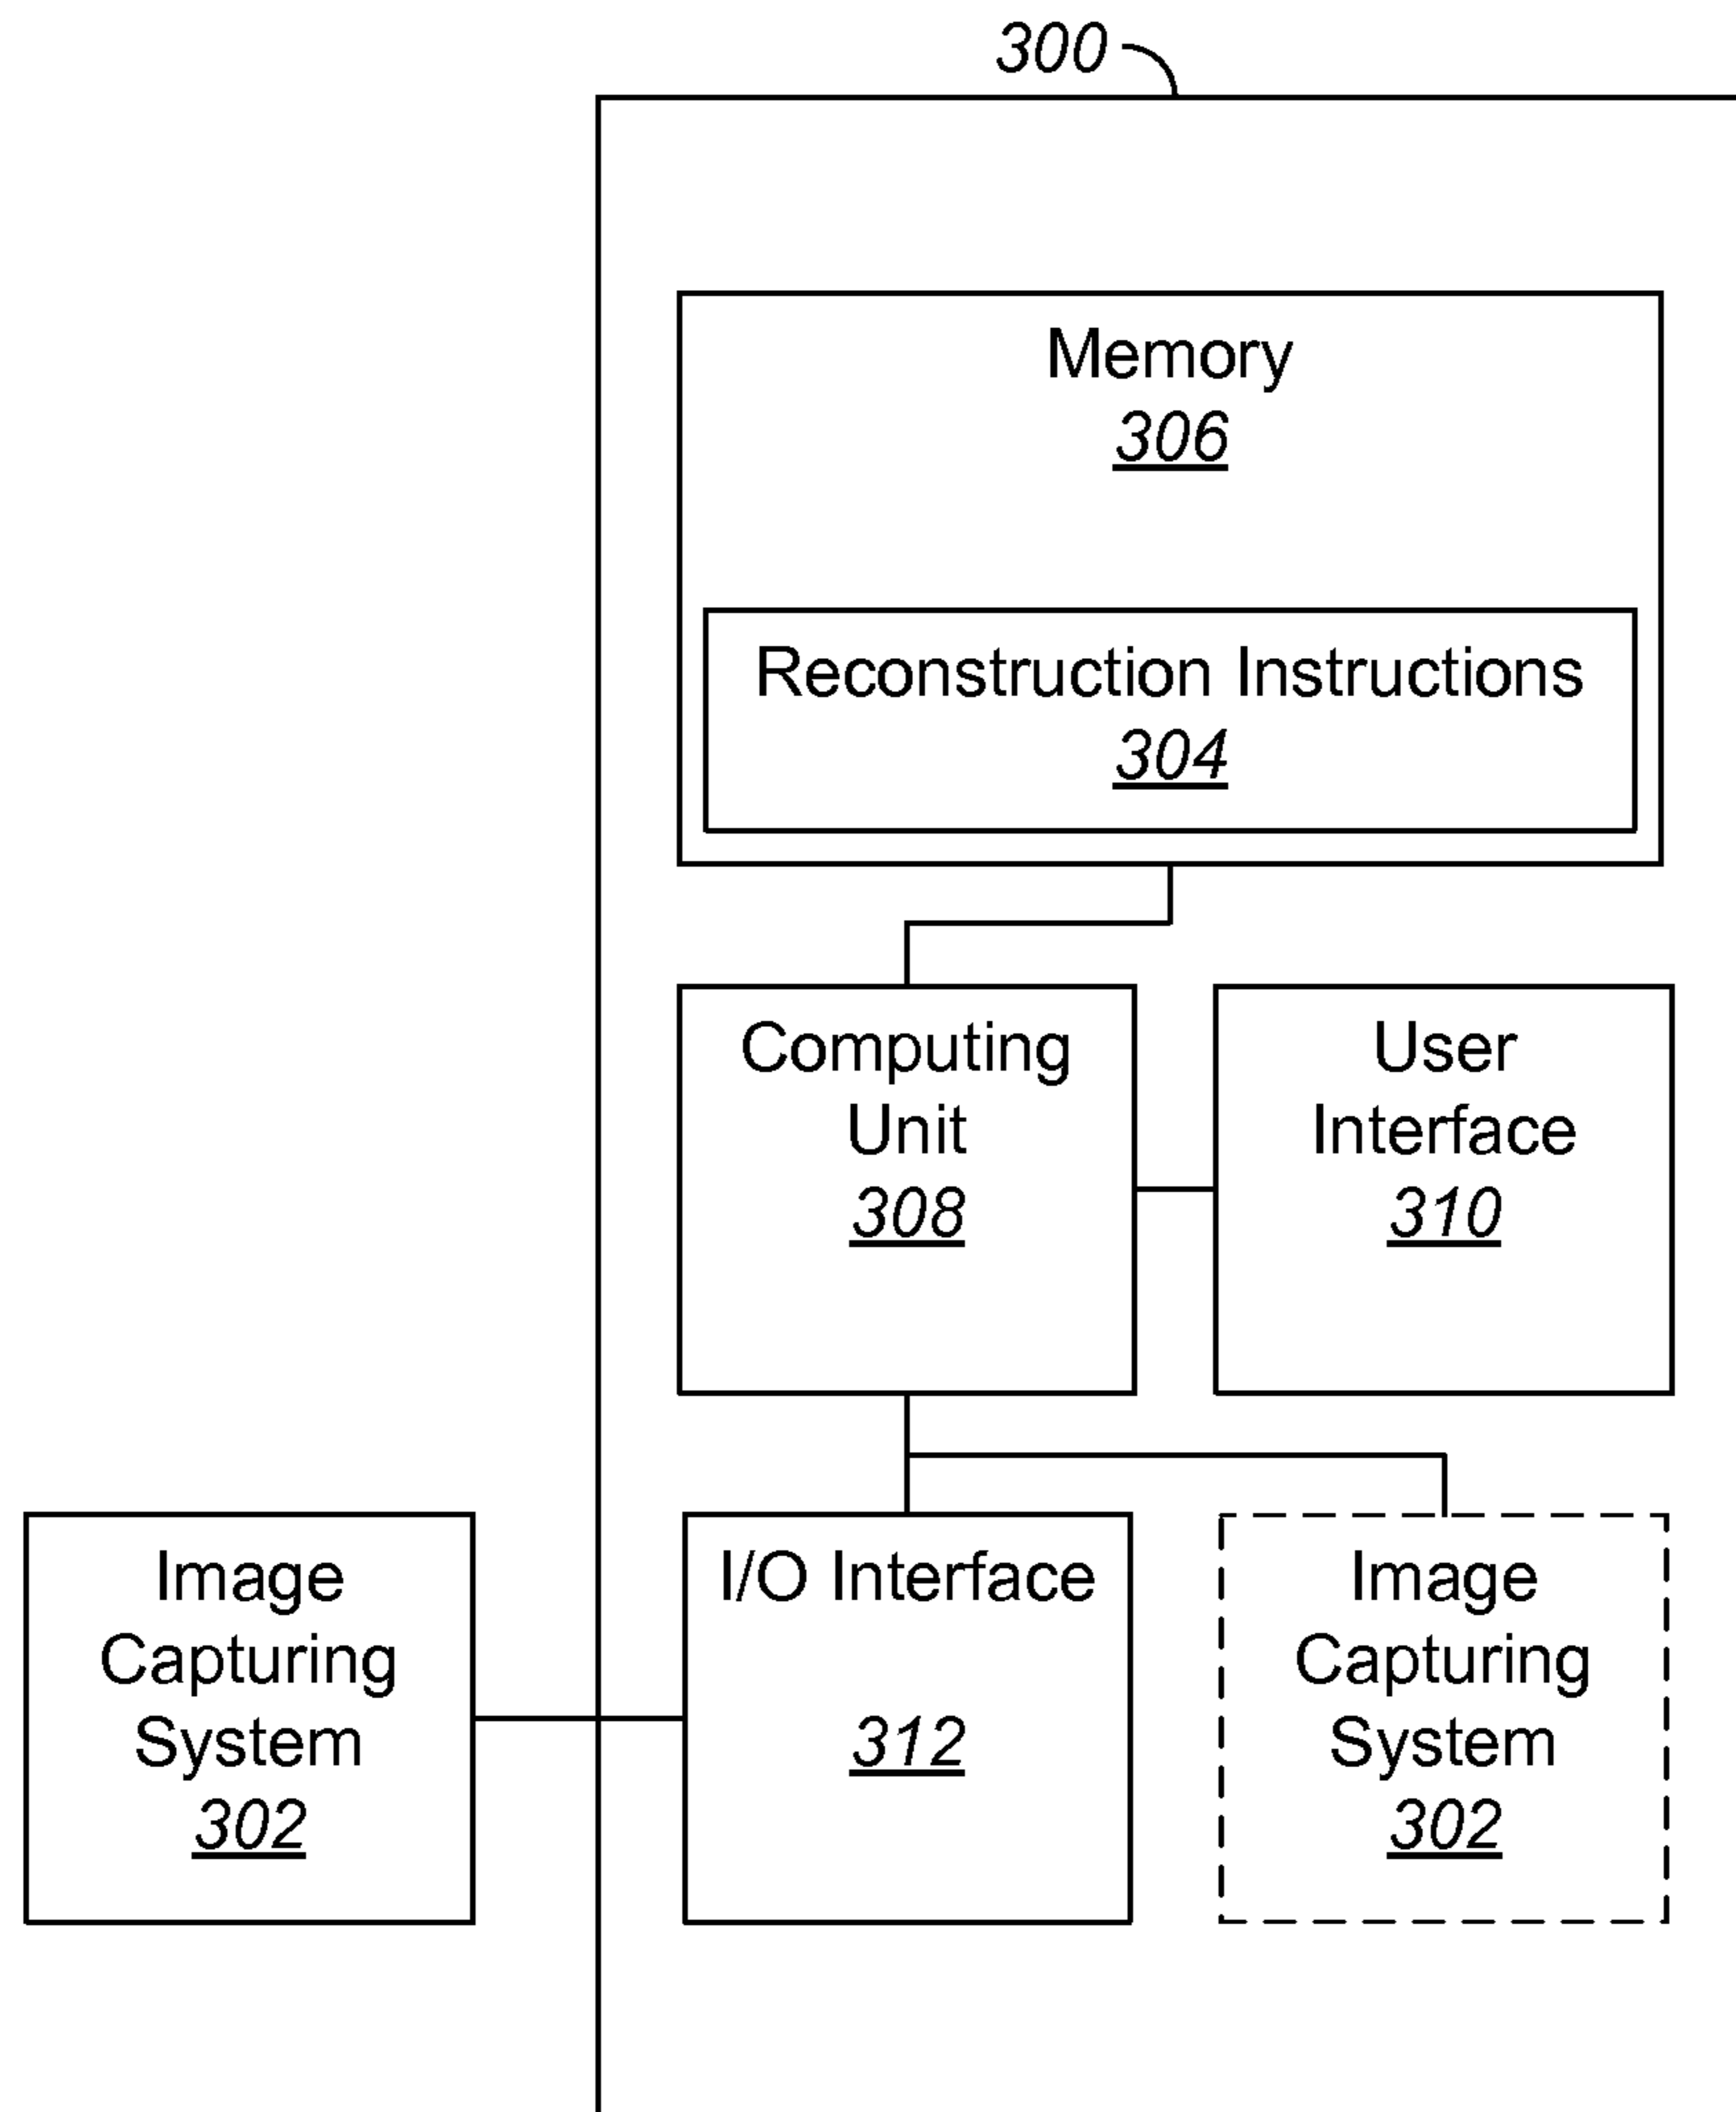 300
Memory
306
Reconstruction Instructions
304
Computing
Unit
308
User
Interface
310
Image
Capturing
System
302
I/O Interface
312
Image
Capturing
System
302